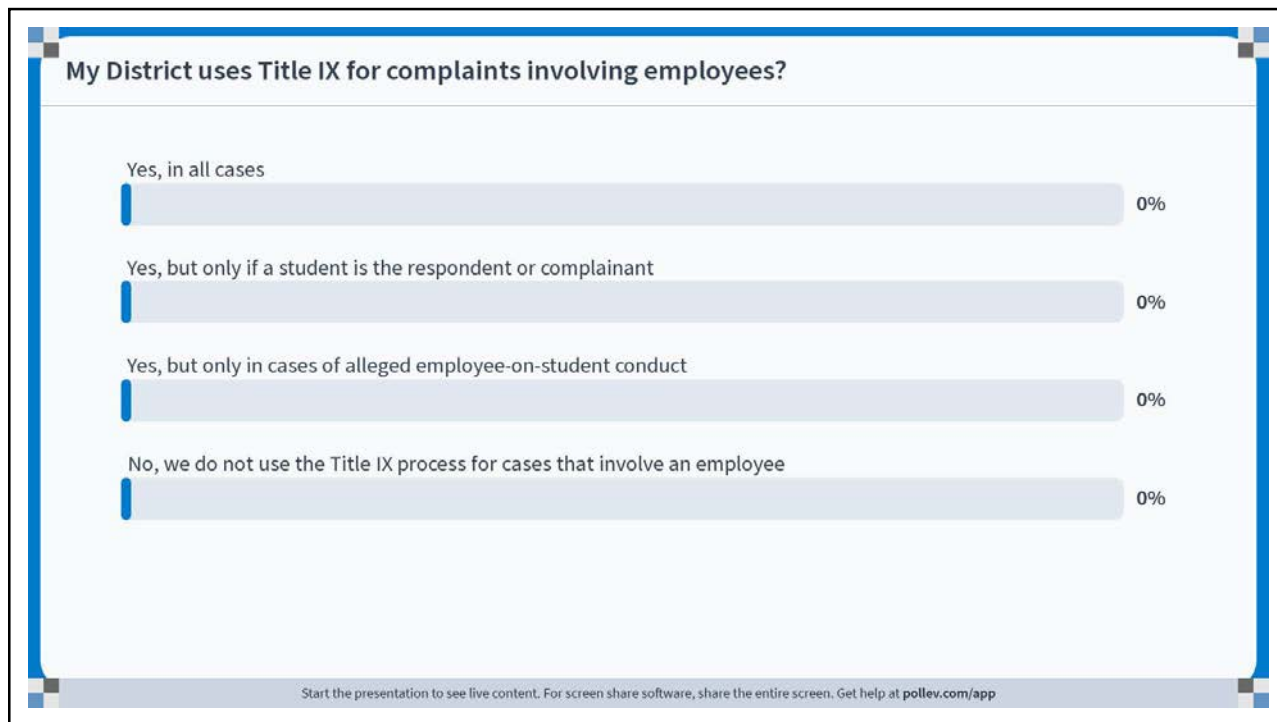 My District uses Title IX for complaints involving employees?
Yes, in all cases
0%
Yes, but only if a student is the respondent or complainant
0%
Yes, but only in cases of alleged employee-on-student conduct
0%
No, we do not use the Title IX process for cases that involve an employee
0%
Start the presentation to see live content. For screen share software, share the entire screen. Get help at pollev.com/app